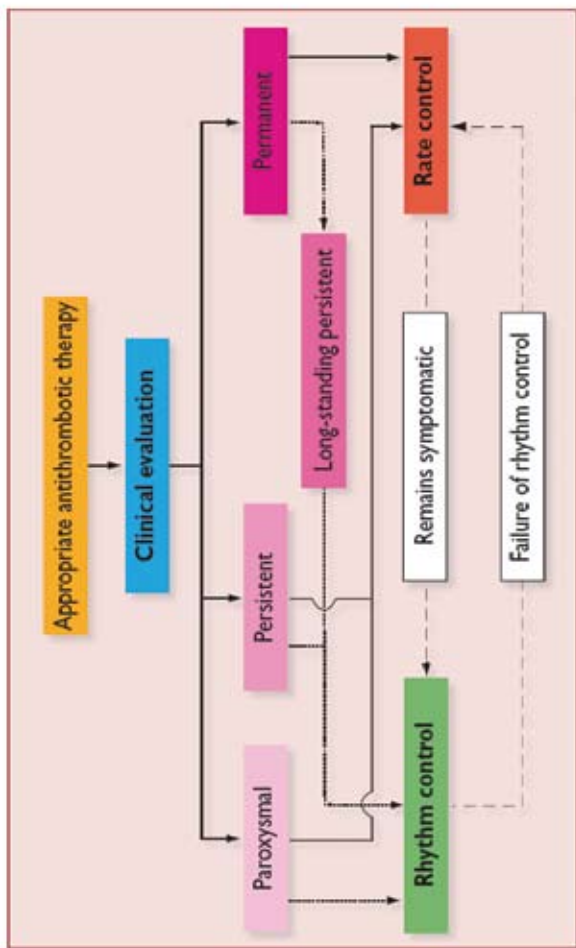 Appropriate antithrombotic therapy
Clinical evaluation
Paroxysmal
Persistent
Permanent
Long-standing persistent
Rhythm control
Remains symptomatic
Rate control
Failure of rhythm control